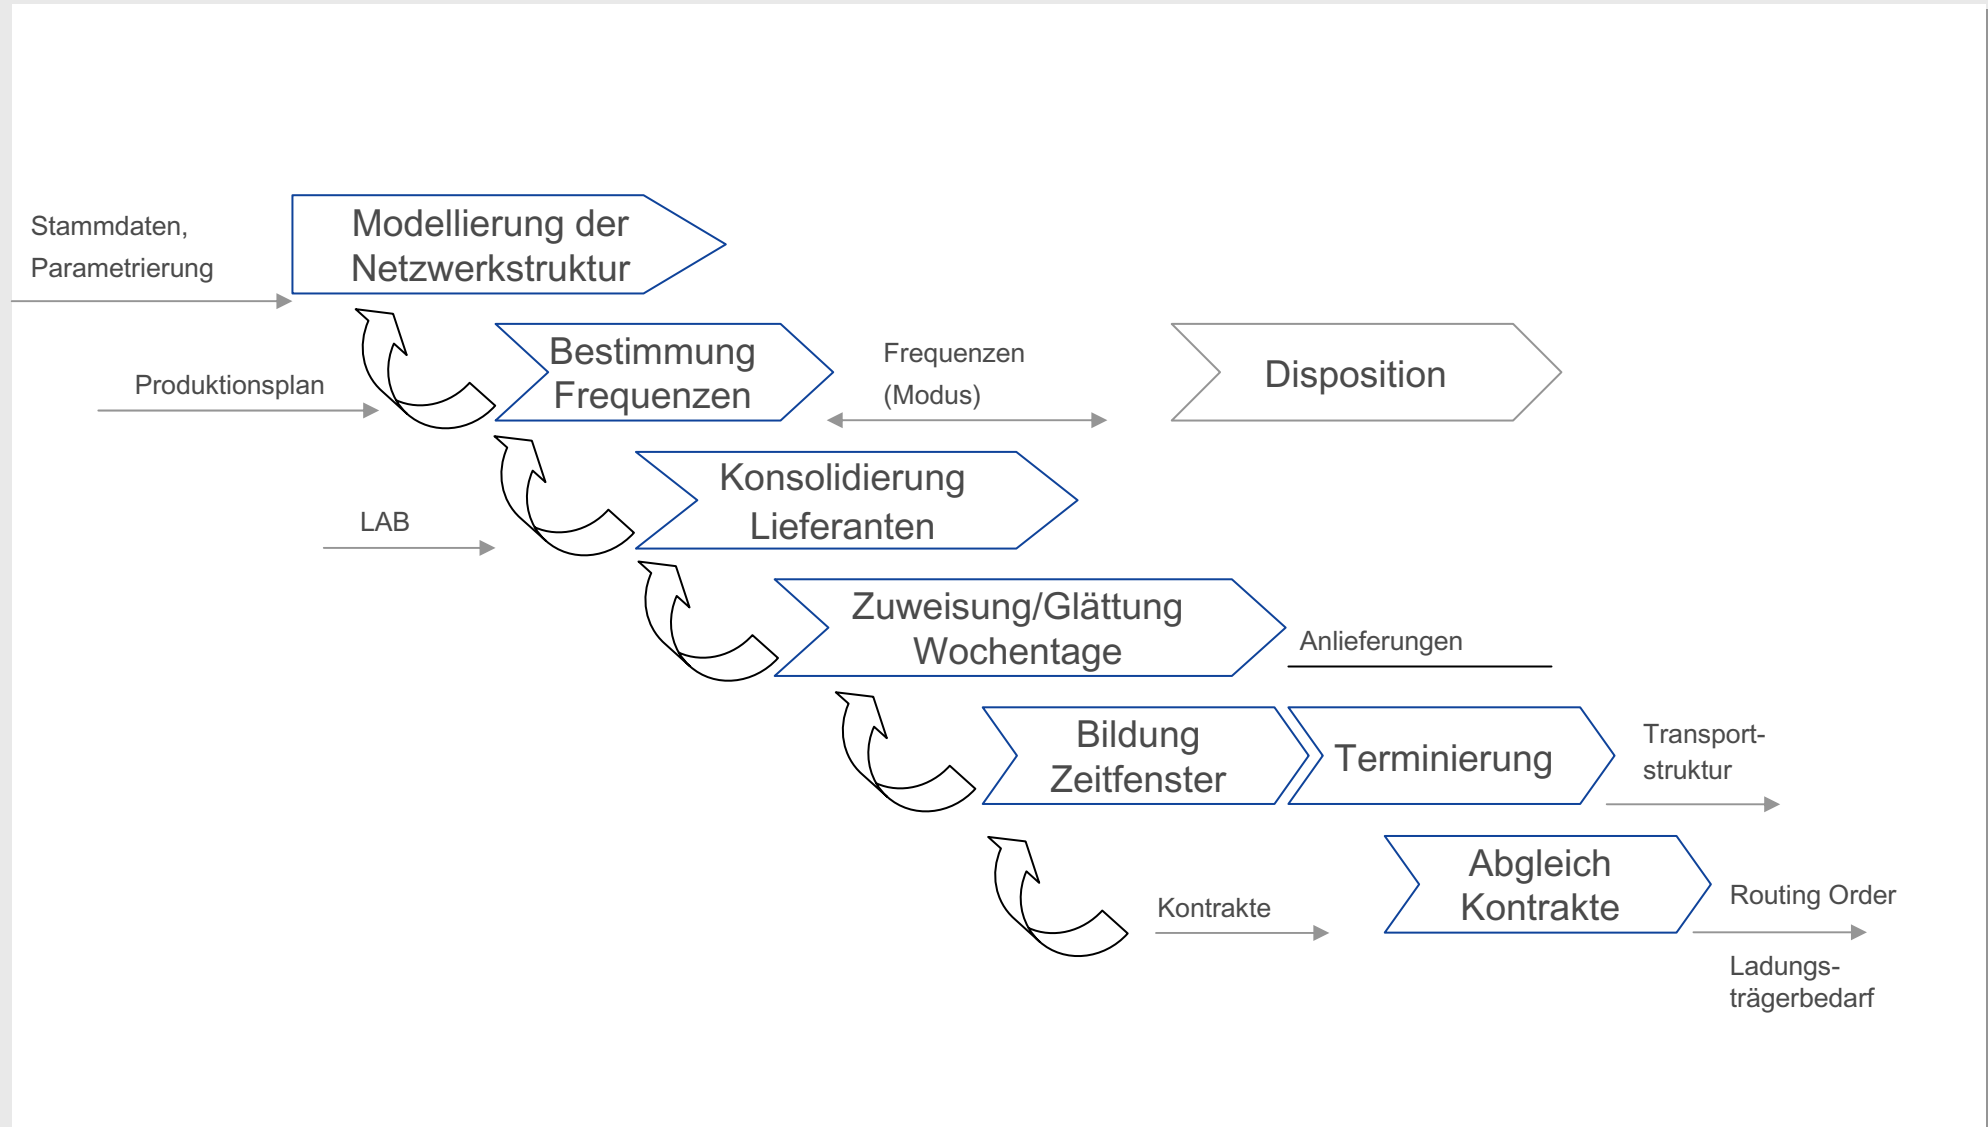 Stammdaten,
Parametrierung
Modellierung der
Netzwerkstruktur
Produktionsplan
Bestimmung
Frequenzen
Frequenzen
(Modus)
Disposition
LAB
Konsolidierung
Lieferanten
Zuweisung/Glättung
Wochentage
Anlieferungen
Bildung
Zeitfenster
Terminierung
Transport-
struktur
Kontrakte
Abgleich
Kontrakte
Routing Order
Ladungs-
trägerbedarf